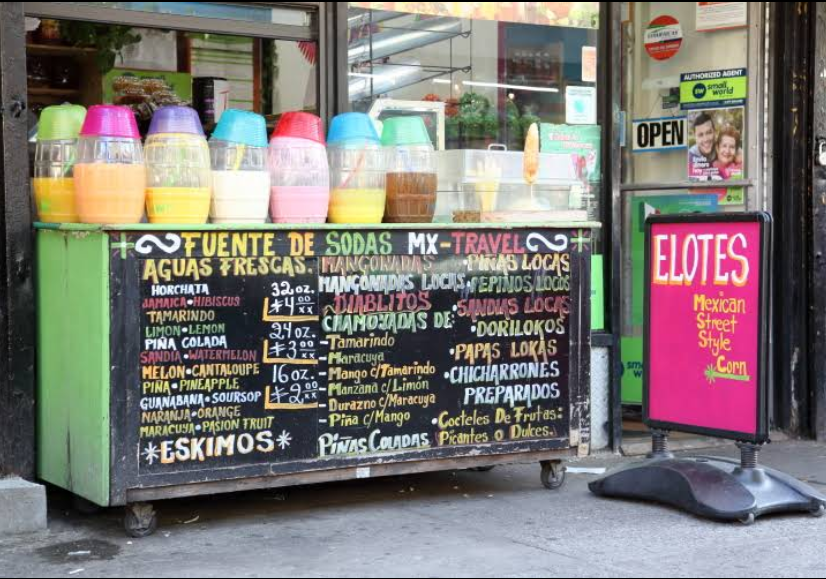 FUENTE DE SODAS MX-TRAVEL
AGUAS FRESCAS.
HORCHATA
JAMAICA•HIBISCUS
TAMARINDO
LIMON•LEMON
PIÑA COLADA
SANDIA•WATERMELON
MELON•CANTALOUPE
PIÑA•PINEAPPLE
GUANABANA•SOURSOP
NARANJA•ORANGE
MARACUYA•PASION FRUIT
*ESKIMOS*
32 OZ.
$4.00
24 OZ.
$3.00
16 OZ.
$2.00
MANGONADAS
MANGONADAS LOCAS
DIABLITOS
CHAMOYADAS DE:
-Tamarindo
-Maracuya
-Mango c/Tamarindo
-Manzana c/Limón
-Durazno c/Maracuya
-Piña c/Mango
PIÑAS COLADAS
•PIÑAS LOCAS
•PEPINOS LOCOS
•SANDIAS LOCAS
•DORILOKOS
•PAPAS LOKAS
•CHICHARRONES
PREPARADOS
•Cocteles De Frutas:
Picantes o Dulces.
AUTHORIZED AGENT
sw small world
OPEN
ELOTES
Mexican
Street
Style
Corn